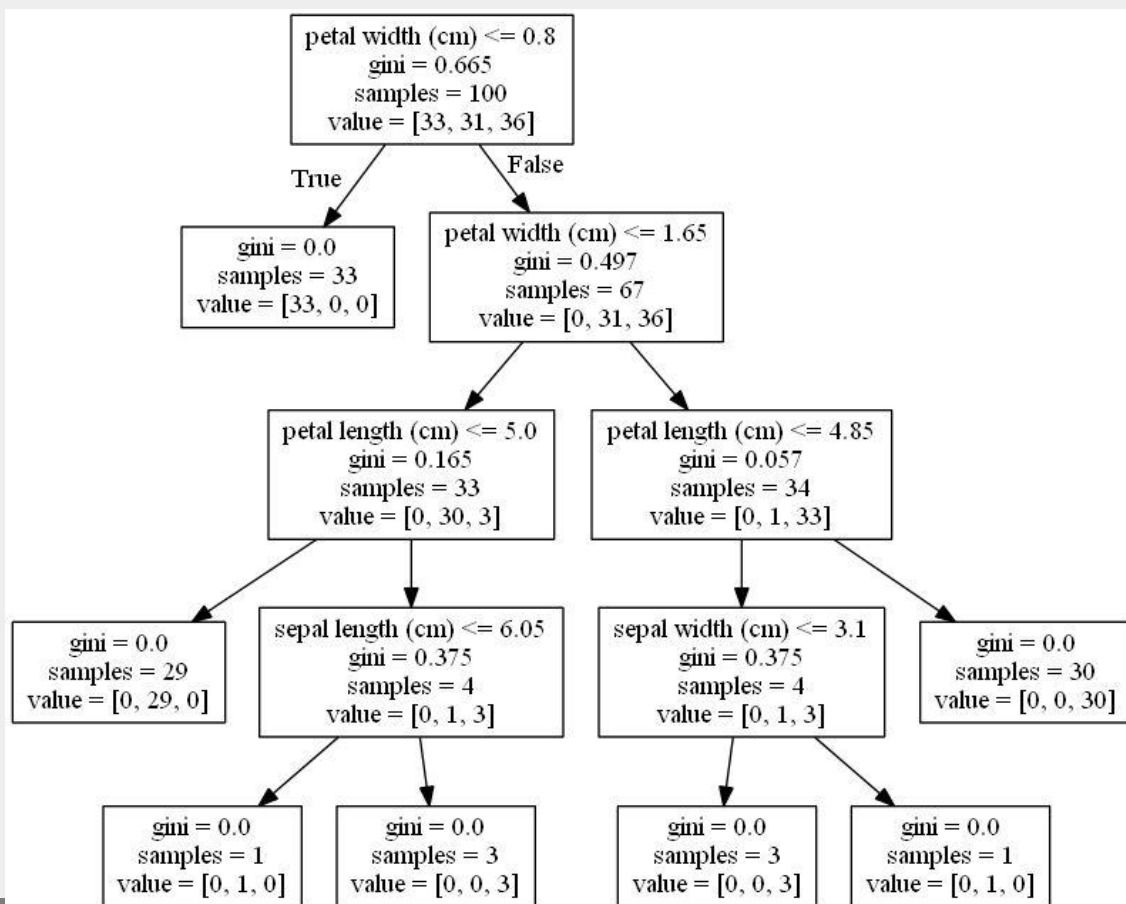 petal width (cm) <= 0.8
gini = 0.665
samples = 100
value = [33, 31, 36]
True
False
gini = 0.0
samples = 33
value = [33, 0, 0]
petal width (cm) <= 1.65
gini = 0.497
samples = 67
value = [0, 31, 36]
petal length (cm) <= 5.0
gini = 0.165
samples = 33
value = [0, 30, 3]
petal length (cm) <= 4.85
gini = 0.057
samples = 34
value = [0, 1, 33]
gini = 0.0
samples = 29
value = [0, 29, 0]
sepal length (cm) <= 6.05
gini = 0.375
samples = 4
value = [0, 1, 3]
sepal width (cm) <= 3.1
gini = 0.375
samples = 4
value = [0, 1, 3]
gini = 0.0
samples = 30
value = [0, 0, 30]
gini = 0.0
samples = 1
value = [0, 1, 0]
gini = 0.0
samples = 3
value = [0, 0, 3]
gini = 0.0
samples = 3
value = [0, 0, 3]
gini = 0.0
samples = 1
value = [0, 1, 0]